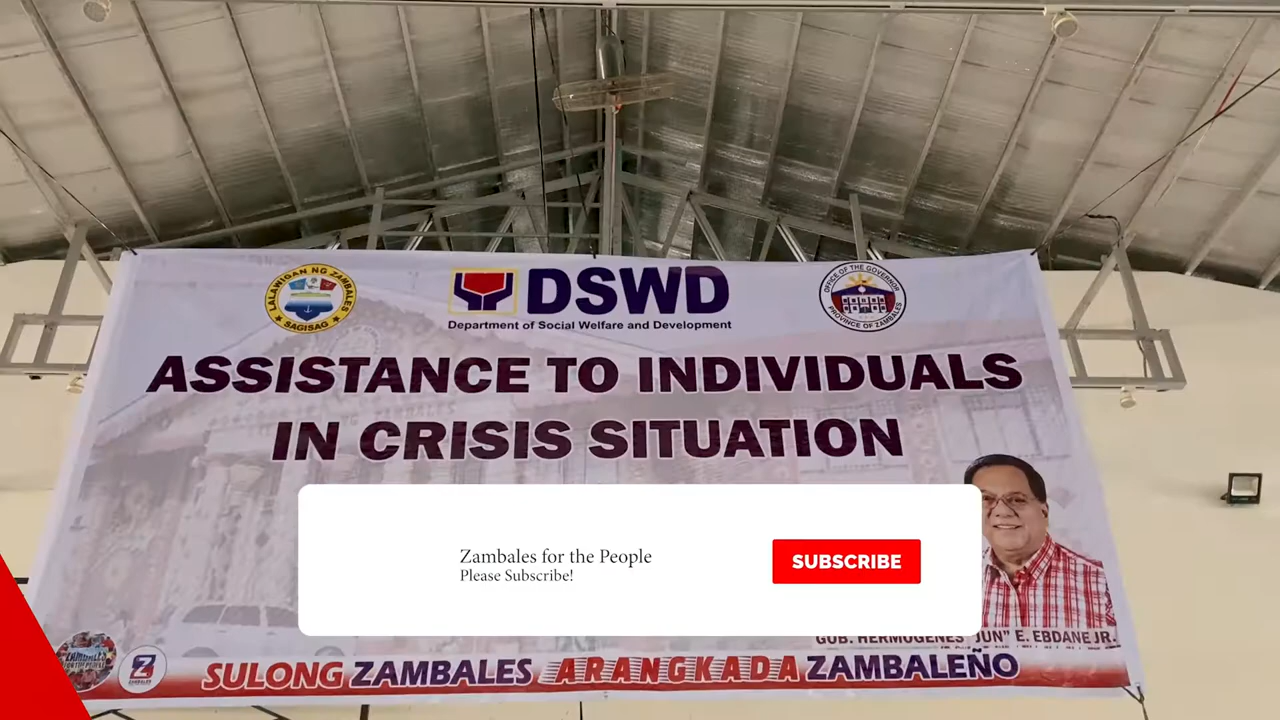 LALAWIGAN NG ZAMBALES
SAGISAG
DSWD
Department of Social Welfare and Development
OFFICE OF THE GOVERNOR
PROVINCE OF ZAMBALES
ASSISTANCE TO INDIVIDUALS
IN CRISIS SITUATION
Zambales for the People
Please Subscribe!
SUBSCRIBE
GOB. HERMOGENES "JUN" E. EBDANE JR.
SULONG ZAMBALES ARANGKADA ZAMBALEÑO
ZAMBALES